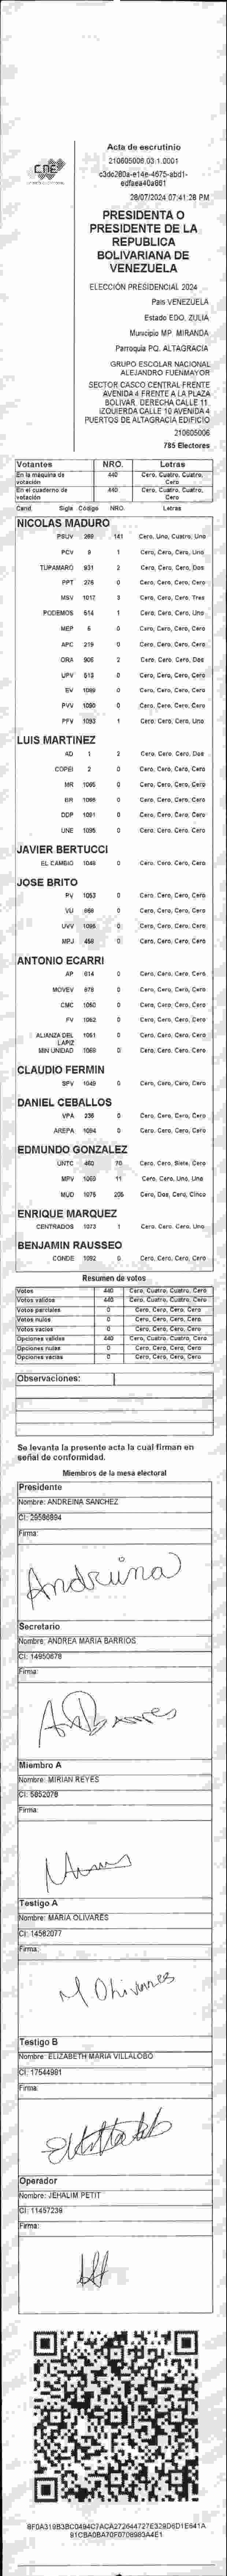 Acta de escrutinio
210605006.03.1.0001
28/07/2024 07:41:28 PM
CNE
PRESIDENTA O
PRESIDENTE DE LA
REPUBLICA
BOLIVARIANA DE
VENEZUELA
ELECCIÓN PRESIDENCIAL 2024
País VENEZUELA
Estado EDO. ZULIA
Municipio MP. MIRANDA
Parroquia PQ. ALTAGRACIA
GRUPO ESCOLAR NACIONAL
ALEJANDRO FUENMAYOR
SECTOR CASCO CENTRAL FRENTE
AVENIDA 4 FRENTE A LA PLAZA
BOLIVAR. DERECHA CALLE 11.
IZQUIERDA CALLE 10 AVENIDA 4
PUERTOS DE ALTAGRACIA EDIFICIO
210605006
785 Electores
Votantes NRO. Letras
En la máquina de votación 440 Cero, Cuatro, Cuatro, Cero
En el cuaderno de votación 440 Cero, Cuatro, Cuatro, Cero
Cand. Sigla Código NRO. Letras
NICOLAS MADURO
PSUV 141 Cero, Uno, Cuatro, Uno
PCV 9 1 Cero, Cero, Cero, Uno
TUPAMARO 931 2 Cero, Cero, Cero, Dos
PPT 276 0 Cero, Cero, Cero, Cero
MSV 1017 3 Cero, Cero, Cero, Tres
PODEMOS 614 1 Cero, Cero, Cero, Uno
MEP 6 0 Cero, Cero, Cero, Cero
APC 219 0 Cero, Cero, Cero, Cero
ORA 906 2 Cero, Cero, Cero, Dos
UPV 513 0 Cero, Cero, Cero, Cero
EV 1089 0 Cero, Cero, Cero, Cero
PVV 1090 0 Cero, Cero, Cero, Cero
PFV 1093 1 Cero, Cero, Cero, Uno
LUIS MARTINEZ
AD 1 2 Cero, Cero, Cero, Dos
COPEI 2 0 Cero, Cero, Cero, Cero
MR 1065 0 Cero, Cero, Cero, Cero
BR 1066 0 Cero, Cero, Cero, Cero
DDP 1091 0 Cero, Cero, Cero, Cero
UNE 1095 0 Cero, Cero, Cero, Cero
JAVIER BERTUCCI
EL CAMBIO 1048 0 Cero, Cero, Cero, Cero
JOSE BRITO
PV 1053 0 Cero, Cero, Cero, Cero
VU 868 0 Cero, Cero, Cero, Cero
UVV 1096 0 Cero, Cero, Cero, Cero
MPJ 458 0 Cero, Cero, Cero, Cero
ANTONIO ECARRI
AP 614 0 Cero, Cero, Cero, Cero
MOVEV 878 0 Cero, Cero, Cero, Cero
CMC 1050 0 Cero, Cero, Cero, Cero
FV 1052 0 Cero, Cero, Cero, Cero
ALIANZA DEL LAPIZ 1051 0 Cero, Cero, Cero, Cero
MIN UNIDAD 1068 0 Cero, Cero, Cero, Cero
CLAUDIO FERMIN
SPV 1049 0 Cero, Cero, Cero, Cero
DANIEL CEBALLOS
VPA 236 0 Cero, Cero, Cero, Cero
AREPA 1094 0 Cero, Cero, Cero, Cero
EDMUNDO GONZALEZ
UNTC 460 70 Cero, Cero, Siete, Cero
MPV 1069 11 Cero, Cero, Uno, Uno
MUD 1075 205 Cero, Dos, Cero, Cinco
ENRIQUE MARQUEZ
CENTRADOS 1073 1 Cero, Cero, Cero, Uno
BENJAMIN RAUSSEO
CONDE 1092 0 Cero, Cero, Cero, Cero
Resumen de votos
Votos 440 Cero, Cuatro, Cuatro, Cero
Votos válidos 440 Cero, Cuatro, Cuatro, Cero
Votos parciales 0 Cero, Cero, Cero, Cero
Votos nulos 0 Cero, Cero, Cero, Cero
Votos vacíos 0 Cero, Cero, Cero, Cero
Opciones válidas 440 Cero, Cuatro, Cuatro, Cero
Opciones nulas 0 Cero, Cero, Cero, Cero
Opciones vacías 0 Cero, Cero, Cero, Cero
Observaciones:
Se levanta la presente acta la cual firman en
señal de conformidad.
Miembros de la mesa electoral
Presidente
Nombre: ANDREINA SANCHEZ
CI:
Firma:
Andreina
Secretario
Nombre: ANDREA MARIA BARRIOS
CI: 14950678
Firma:
Miembro A
Nombre: MIRIAN REYES
CI: 5852078
Firma:
Testigo A
Nombre: MARIA OLIVARES
CI: 14582077
Firma:
M. Olivares
Testigo B
Nombre: ELIZABETH MARIA VILLALOBO
CI: 17544981
Firma:
Operador
Nombre: JEHALIM PETIT
CI: 11457239
Firma: